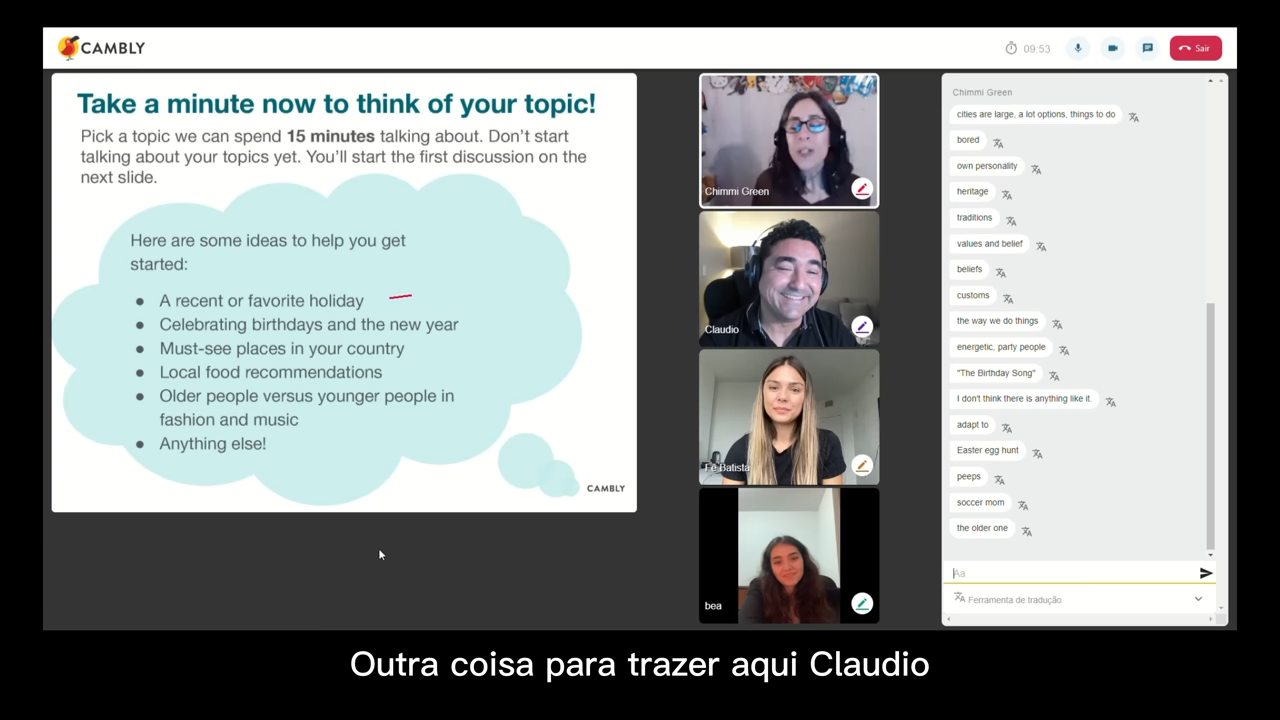 CAMBLY
09:53
Sair
Take a minute now to think of your topic!
Pick a topic we can spend 15 minutes talking about. Don't start
talking about your topics yet. You'll start the first discussion on the
next slide.
Here are some ideas to help you get
started:
● A recent or favorite holiday
● Celebrating birthdays and the new year
● Must-see places in your country
● Local food recommendations
● Older people versus younger people in
fashion and music
● Anything else!
CAMBLY
Chimmi Green
Claudio
Fe Batista
bea
Chimmi Green
cities are large, a lot options, things to do
bored
own personality
heritage
traditions
values and belief
beliefs
customs
the way we do things
energetic, party people
"The Birthday Song"
I don't think there is anything like it.
adapt to
Easter egg hunt
peeps
soccer mom
the older one
Aa
Ferramenta de tradução
Outra coisa para trazer aqui Claudio